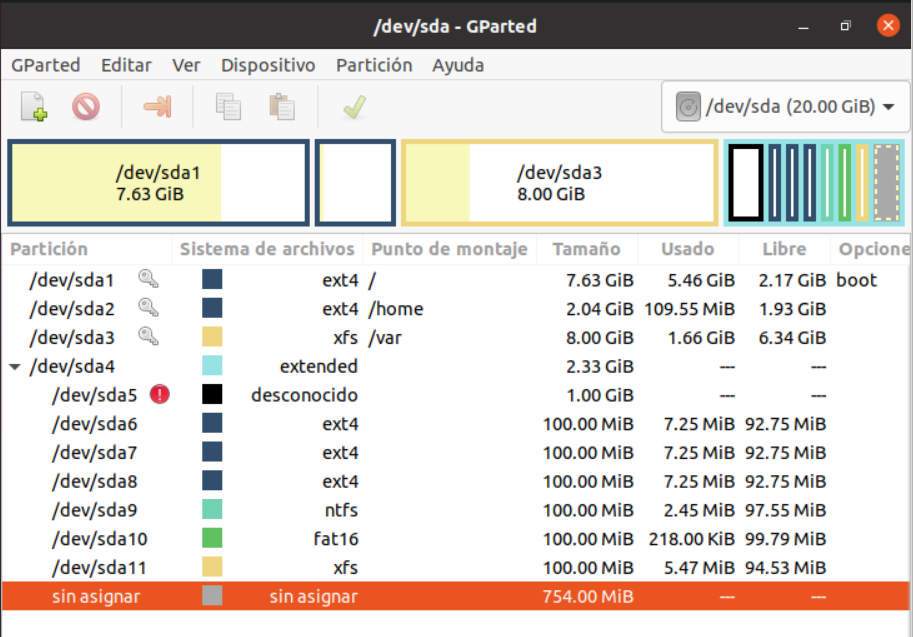 /dev/sda - GParted
GParted Editar Ver Dispositivo Partición Ayuda
/dev/sda (20.00 GiB)
/dev/sda1
7.63 GiB
/dev/sda3
8.00 GiB
Partición Sistema de archivos Punto de montaje Tamaño Usado Libre Opcione
/dev/sda1 ext4 / 7.63 GiB 5.46 GiB 2.17 GiB boot
/dev/sda2 ext4 /home 2.04 GiB 109.55 MiB 1.93 GiB
/dev/sda3 xfs /var 8.00 GiB 1.66 GiB 6.34 GiB
/dev/sda4 extended 2.33 GiB --- ---
/dev/sda5 desconocido 1.00 GiB --- ---
/dev/sda6 ext4 100.00 MiB 7.25 MiB 92.75 MiB
/dev/sda7 ext4 100.00 MiB 7.25 MiB 92.75 MiB
/dev/sda8 ext4 100.00 MiB 7.25 MiB 92.75 MiB
/dev/sda9 ntfs 100.00 MiB 2.45 MiB 97.55 MiB
/dev/sda10 fat16 100.00 MiB 218.00 KiB 99.79 MiB
/dev/sda11 xfs 100.00 MiB 5.47 MiB 94.53 MiB
sin asignar sin asignar 754.00 MiB --- ---